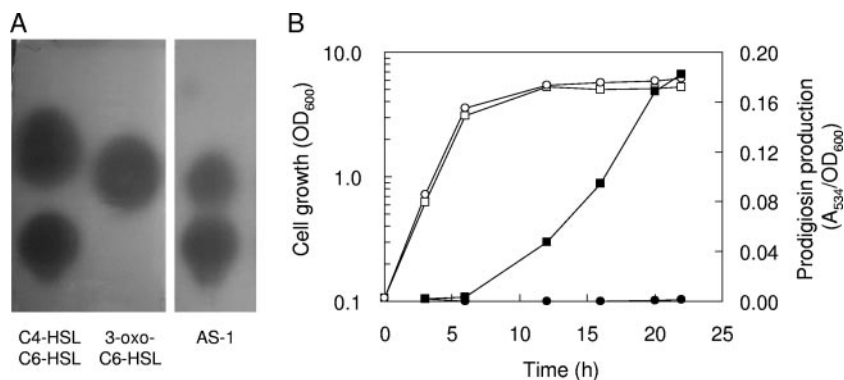 A
C4-HSL 3-oxo- AS-1
C6-HSL C6-HSL
B
10.0
1.0
0.1
Cell growth (OD600)
0 5 10 15 20 25
Time (h)
0.20
0.16
0.12
0.08
0.04
0.00
Prodigiosin production
(A534/OD600)